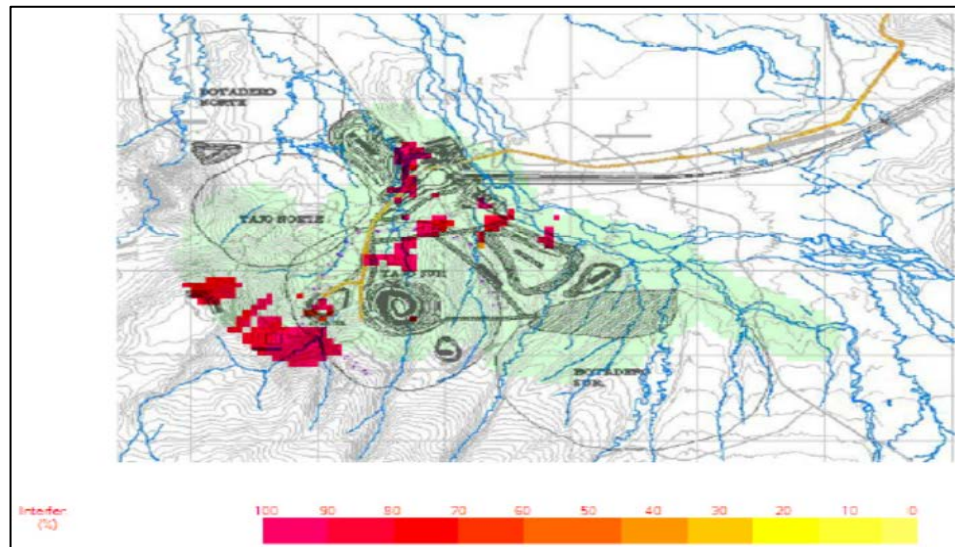 BOTADERO
NORTE
TAJO NORTE
TAJO SUR
BOTADERO
SUR
Interfer
(%)
100 90 80 70 60 50 40 30 20 10 0